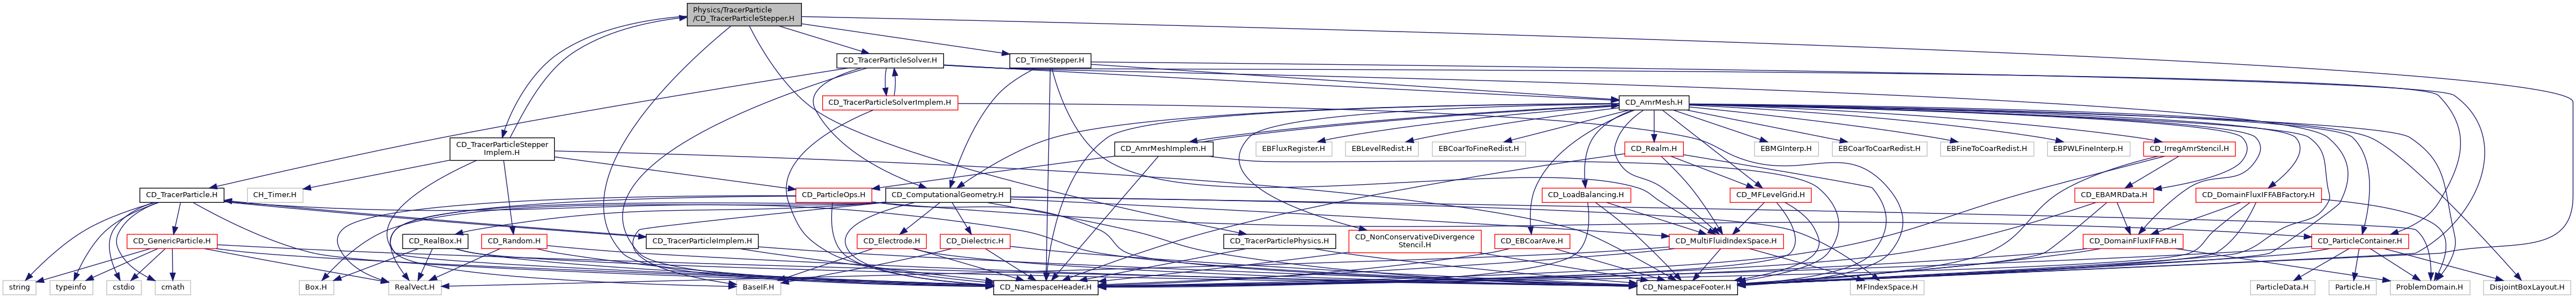 Physics/TracerParticle
/CD_TracerParticleStepper.H
CD_TracerParticleSolver.H
CD_TimeStepper.H
CD_TracerParticleSolverImplem.H
CD_AmrMesh.H
CD_TracerParticleStepper
Implem.H
CD_AmrMeshImplem.H
EBFluxRegister.H
EBLevelRedist.H
EBCoarToFineRedist.H
CD_Realm.H
EBMGInterp.H
EBCoarToCoarRedist.H
EBFineToCoarRedist.H
EBPWLFineInterp.H
CD_IrregAmrStencil.H
CD_TracerParticle.H
CH_Timer.H
CD_ParticleOps.H
CD_ComputationalGeometry.H
CD_LoadBalancing.H
CD_MFLevelGrid.H
CD_EBAMRData.H
CD_DomainFluxIFFABFactory.H
CD_GenericParticle.H
CD_RealBox.H
CD_Random.H
CD_TracerParticleImplem.H
CD_Electrode.H
CD_Dielectric.H
CD_TracerParticlePhysics.H
CD_NonConservativeDivergence
Stencil.H
CD_EBCoarAve.H
CD_MultiFluidIndexSpace.H
CD_DomainFluxIFFAB.H
CD_ParticleContainer.H
string
typeinfo
cstdio
cmath
Box.H
RealVect.H
BaseIF.H
CD_NamespaceHeader.H
CD_NamespaceFooter.H
MFIndexSpace.H
ParticleData.H
Particle.H
ProblemDomain.H
DisjointBoxLayout.H